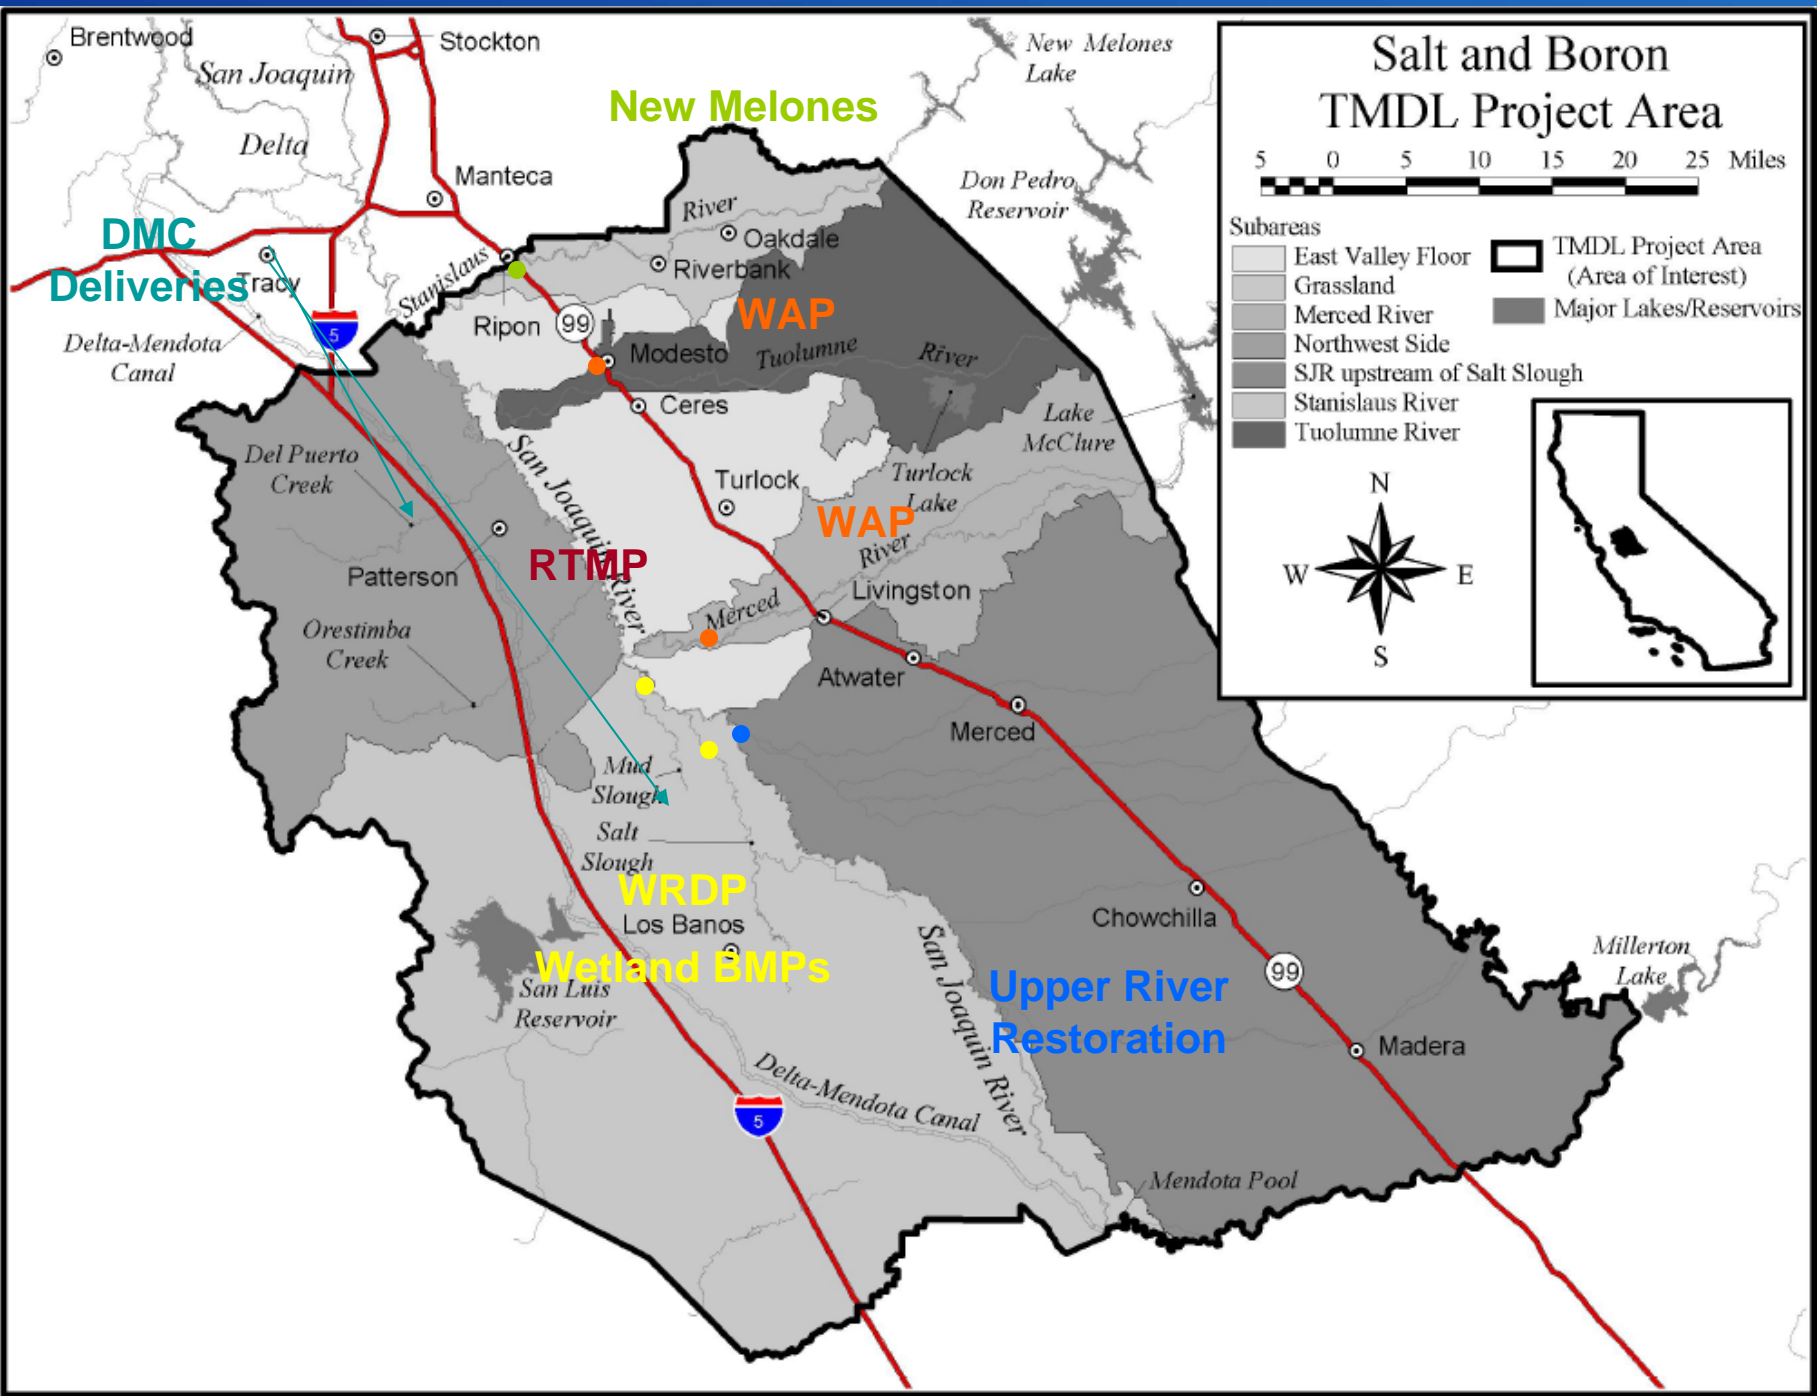 Brentwood
Stockton
San Joaquin
Delta
New Melones
Lake
New Melones
Manteca
Don Pedro
Reservoir
DMC
Deliveries
Tracy
River
Oakdale
Riverbank
Stanislaus
5
Delta-Mendota
Canal
Ripon
99
WAP
Modesto
Tuolumne
River
Ceres
Lake
McClure
Del Puerto
Creek
San Joaquin River
Turlock
Turlock
Lake
WAP
River
RTMP
Patterson
Livingston
Merced
Orestimba
Creek
Atwater
Merced
Mud
Slough
Salt
Slough
WRDP
Los Banos
Wetland BMPs
San Luis
Reservoir
Chowchilla
San Joaquin River
99
Upper River
Restoration
Millerton
Lake
Madera
Delta-Mendota Canal
5
Mendota Pool
Salt and Boron
TMDL Project Area
5 0 5 10 15 20 25 Miles
Subareas
East Valley Floor
Grassland
Merced River
Northwest Side
SJR upstream of Salt Slough
Stanislaus River
Tuolumne River
TMDL Project Area
(Area of Interest)
Major Lakes/Reservoirs
N
W E
S